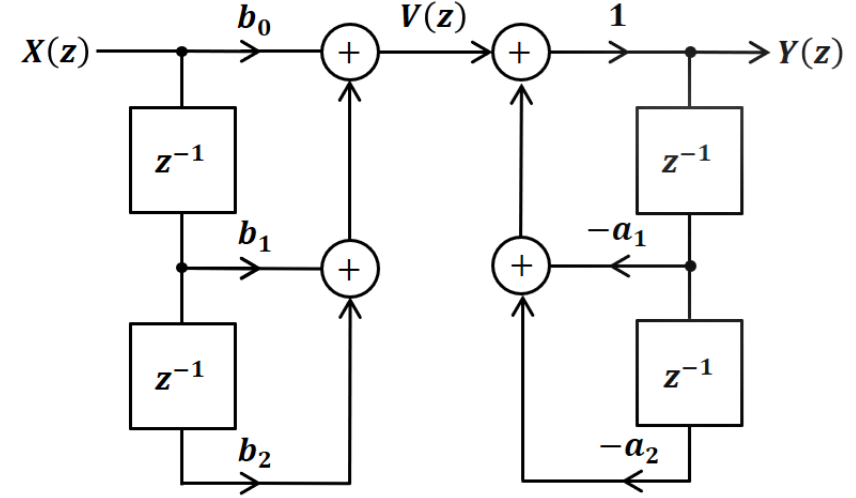 b₀ V(z) 1
X(z) + + Y(z)
z⁻¹ z⁻¹
b₁ −a₁
+ +
z⁻¹ z⁻¹
b₂ −a₂